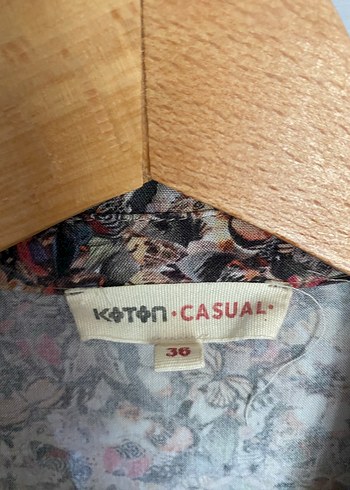 KOTON · CASUAL ·
36